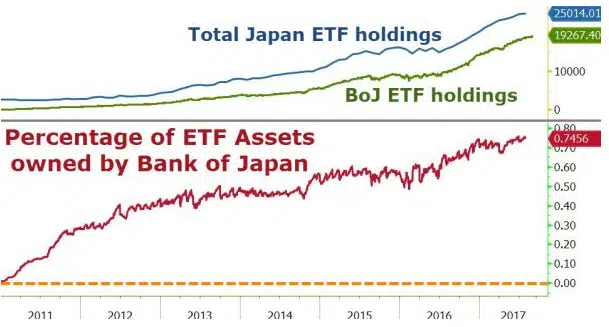 25014.01
Total Japan ETF holdings
19267.40
10000
BoJ ETF holdings
0
Percentage of ETF Assets
owned by Bank of Japan
0.80
0.7456
0.70
0.60
0.50
0.40
0.30
0.20
0.10
0.00
2011 2012 2013 2014 2015 2016 2017